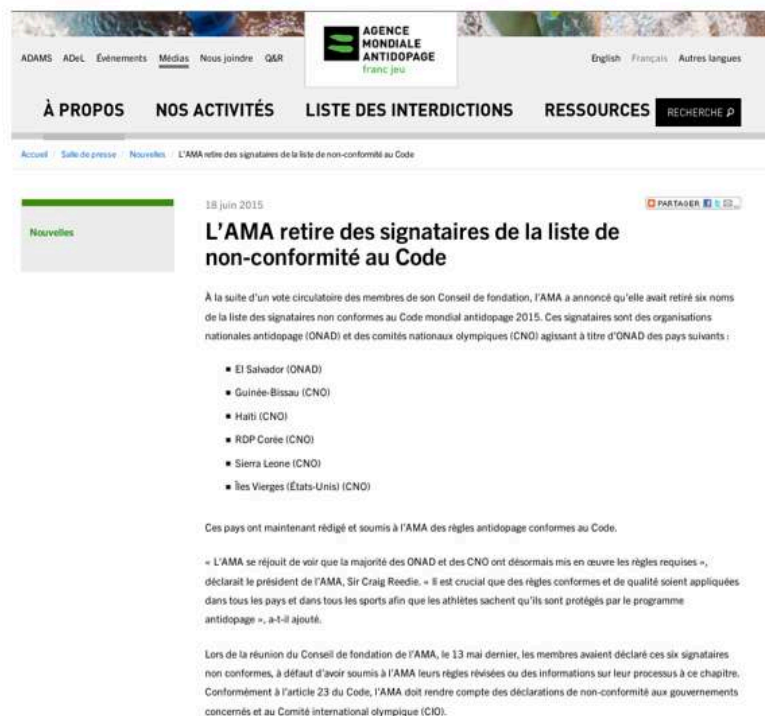 AGENCE
MONDIALE
ANTIDOPAGE
franc jeu
ADAMS ADeL Événements Médias Nous joindre Q&R
English Français Autres langues
À PROPOS NOS ACTIVITÉS LISTE DES INTERDICTIONS RESSOURCES RECHERCHE
Accueil / Salle de presse / Nouvelles / L'AMA retire des signataires de la liste de non-conformité au Code
Nouvelles
18 juin 2015
PARTAGER
L'AMA retire des signataires de la liste de
non-conformité au Code
À la suite d'un vote circulatoire des membres de son Conseil de fondation, l'AMA a annoncé qu'elle avait retiré six noms
de la liste des signataires non conformes au Code mondial antidopage 2015. Ces signataires sont des organisations
nationales antidopage (ONAD) et des comités nationaux olympiques (CNO) agissant à titre d'ONAD des pays suivants :
▪ El Salvador (ONAD)
▪ Guinée-Bissau (CNO)
▪ Haïti (CNO)
▪ RDP Corée (CNO)
▪ Sierra Leone (CNO)
▪ Îles Vierges (États-Unis) (CNO)
Ces pays ont maintenant rédigé et soumis à l'AMA des règles antidopage conformes au Code.
« L'AMA se réjouit de voir que la majorité des ONAD et des CNO ont désormais mis en œuvre les règles requises »,
déclarait le président de l'AMA, Sir Craig Reedie. « Il est crucial que des règles conformes et de qualité soient appliquées
dans tous les pays et dans tous les sports afin que les athlètes sachent qu'ils sont protégés par le programme
antidopage », a-t-il ajouté.
Lors de la réunion du Conseil de fondation de l'AMA, le 13 mai dernier, les membres avaient déclaré ces six signataires
non conformes, à défaut d'avoir soumis à l'AMA leurs règles révisées ou des informations sur leur processus à ce chapitre.
Conformément à l'article 23 du Code, l'AMA doit rendre compte des déclarations de non-conformité aux gouvernements
concernés et au Comité international olympique (CIO).